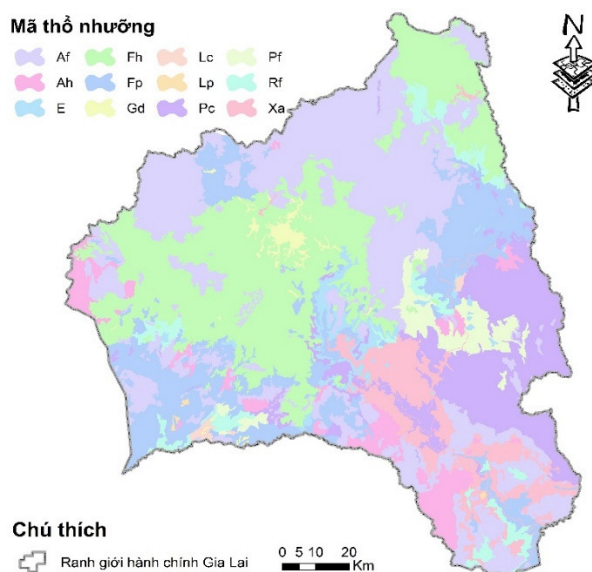 Mã thổ nhưỡng
Af Fh Lc Pf
Ah Fp Lp Rf
E Gd Pc Xa
N
Chú thích
Ranh giới hành chính Gia Lai
0 5 10 20
Km